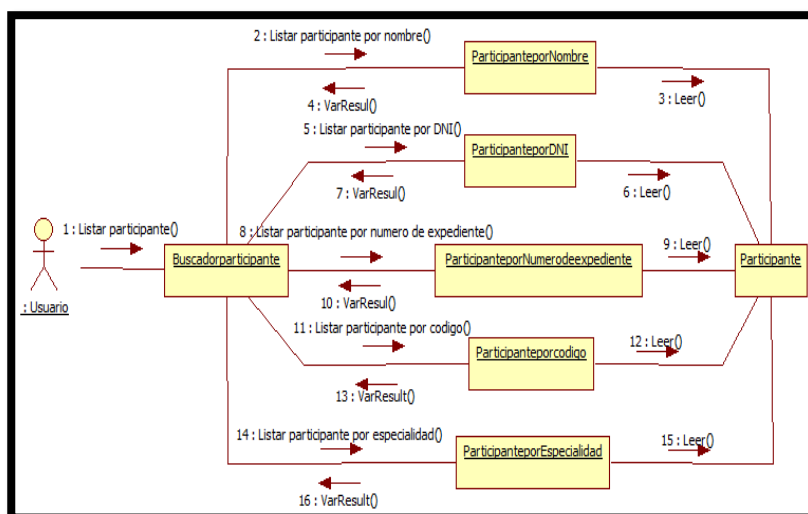 2 : Listar participante por nombre()
ParticipanteporNombre
4 : VarResul()
3 : Leer()
5 : Listar participante por DNI()
ParticipanteporDNI
7 : VarResul()
6 : Leer()
1 : Listar participante()
8 : Listar participante por numero de expediente()
9 : Leer()
Buscadorparticipante
ParticipanteporNumerodeexpediente
Participante
: Usuario
10 : VarResul()
11 : Listar participante por codigo()
12 : Leer()
Participanteporcodigo
13 : VarResult()
14 : Listar participante por especialidad()
15 : Leer()
ParticipanteporEspecialidad
16 : VarResult()